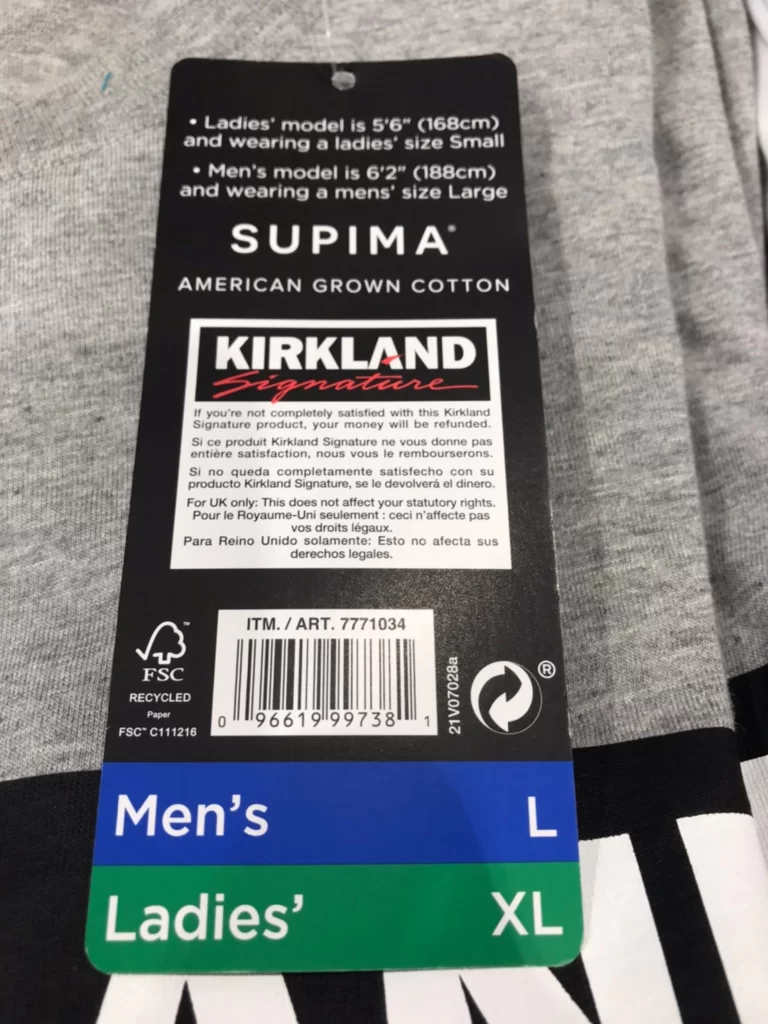 • Ladies' model is 5'6" (168cm)
and wearing a ladies' size Small
• Men's model is 6'2" (188cm)
and wearing a mens' size Large
SUPIMA®
AMERICAN GROWN COTTON
KIRKLAND
Signature
If you're not completely satisfied with this Kirkland
Signature product, your money will be refunded.
Si ce produit Kirkland Signature ne vous donne pas
entière satisfaction, nous vous le rembourserons.
Si no queda completamente satisfecho con su
producto Kirkland Signature, se le devolverá el dinero.
For UK only: This does not affect your statutory rights.
Pour le Royaume-Uni seulement : ceci n'affecte pas
vos droits légaux.
Para Reino Unido solamente: Esto no afecta sus
derechos legales.
ITM. / ART. 7771034
0 96619 99738 1
21V07028a
®
FSC™
RECYCLED
Paper
FSC™ C111216
Men's L
Ladies' XL